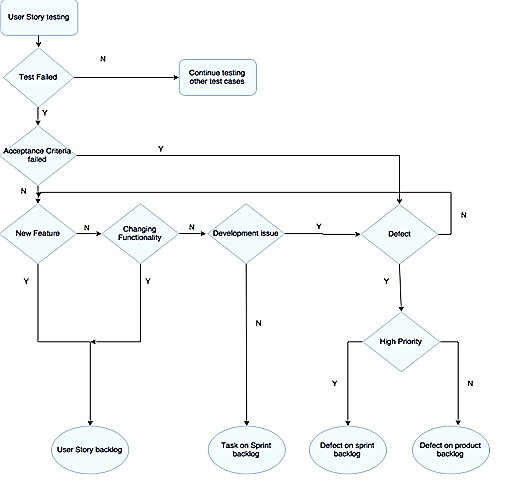 User Story testing
N
Test Failed
Continue testing
other test cases
Y
Acceptance Criteria
failed
Y
N
N
New Feature
N
Changing
Functionality
N
Development issue
Y
Defect
Y
Y
Y
N
High Priority
Y
N
User Story backlog
Task on Sprint
backlog
Defect on sprint
backlog
Defect on product
backlog